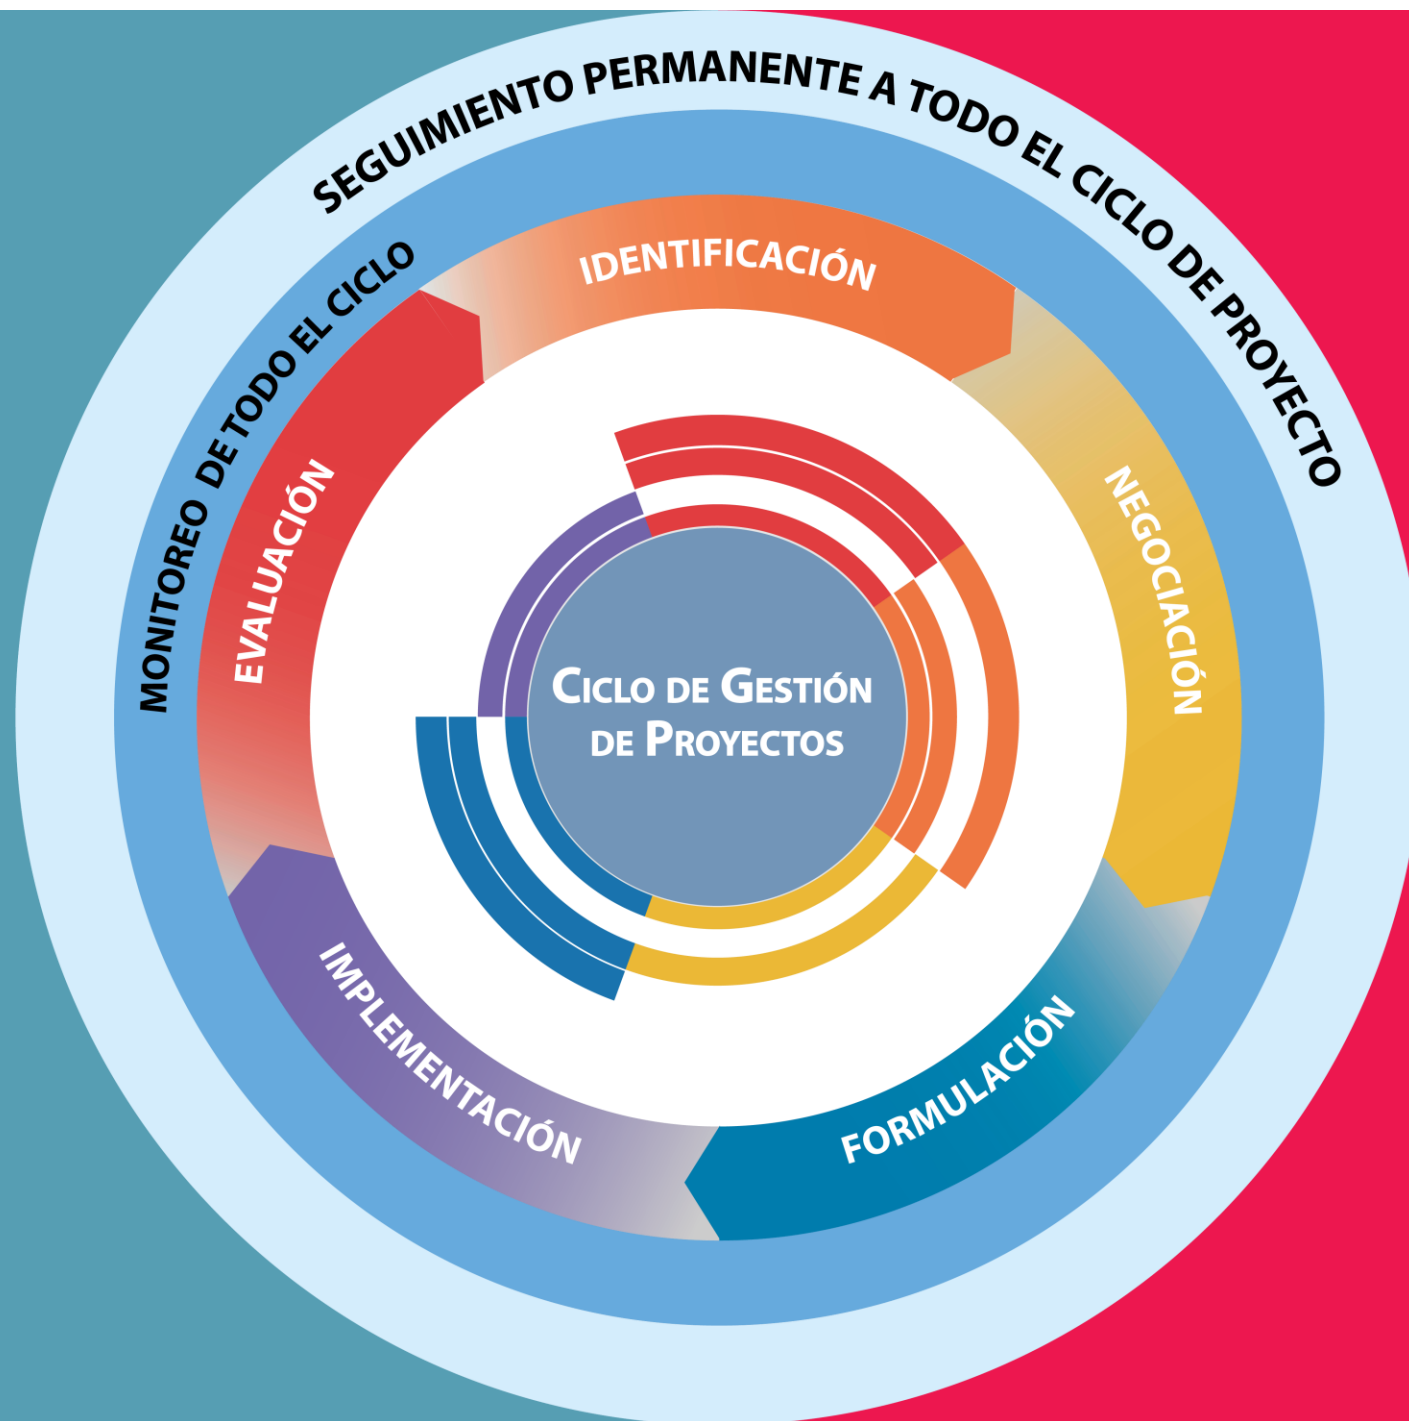 SEGUIMIENTO PERMANENTE A TODO EL CICLO DE PROYECTO
MONITOREO DE TODO EL CICLO
IDENTIFICACIÓN
NEGOCIACIÓN
FORMULACIÓN
IMPLEMENTACIÓN
EVALUACIÓN
CICLO DE GESTIÓN
DE PROYECTOS